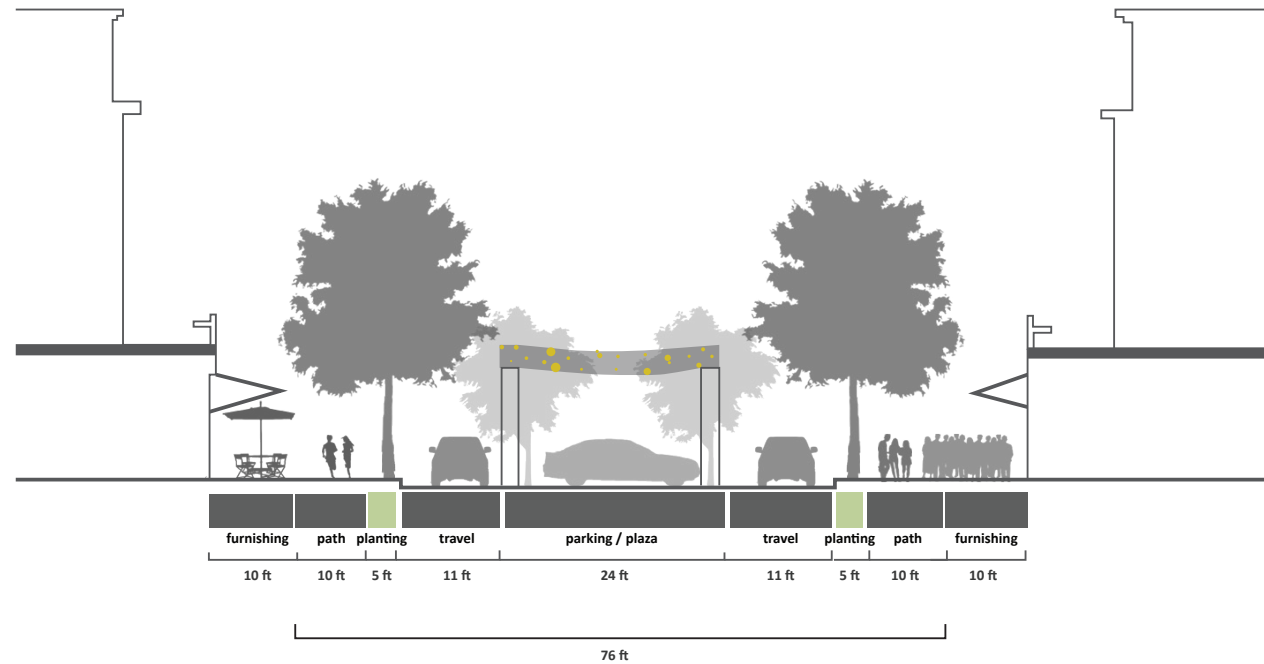 furnishing path planting travel parking / plaza travel planting path furnishing
10 ft 10 ft 5 ft 11 ft 24 ft 11 ft 5 ft 10 ft 10 ft
76 ft